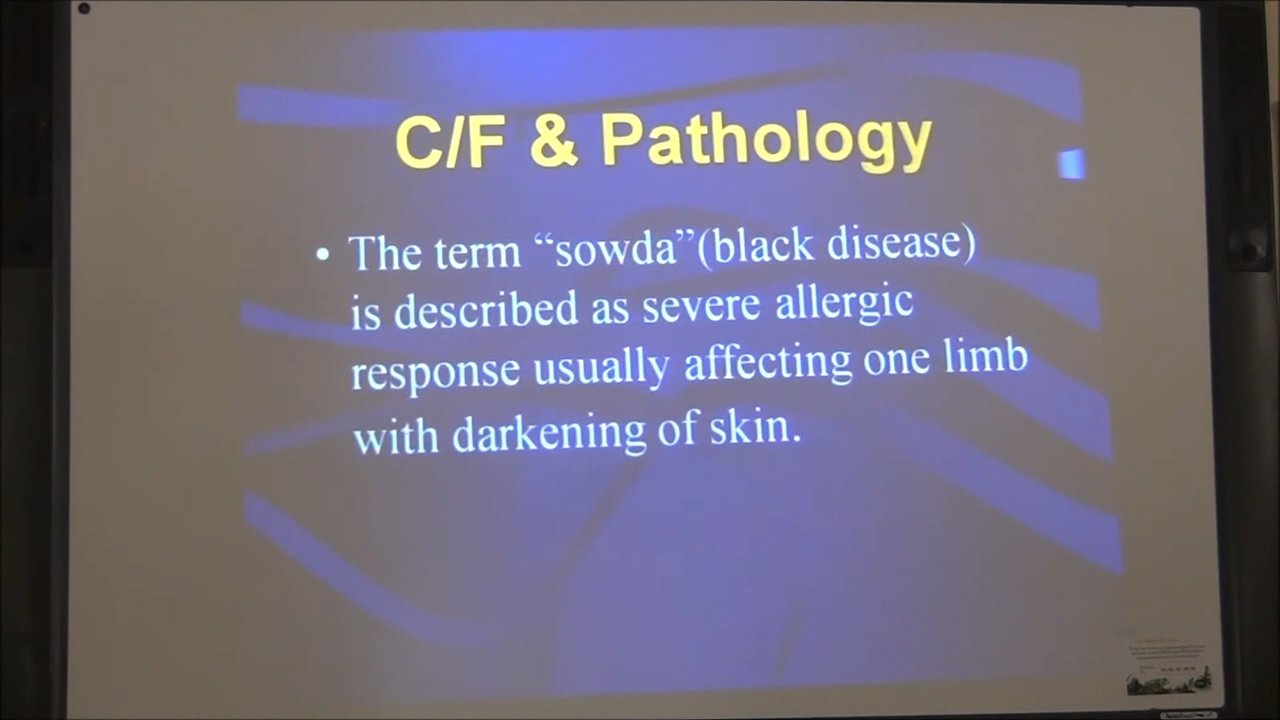 C/F & Pathology
• The term “sowda”(black disease)
is described as severe allergic
response usually affecting one limb
with darkening of skin.